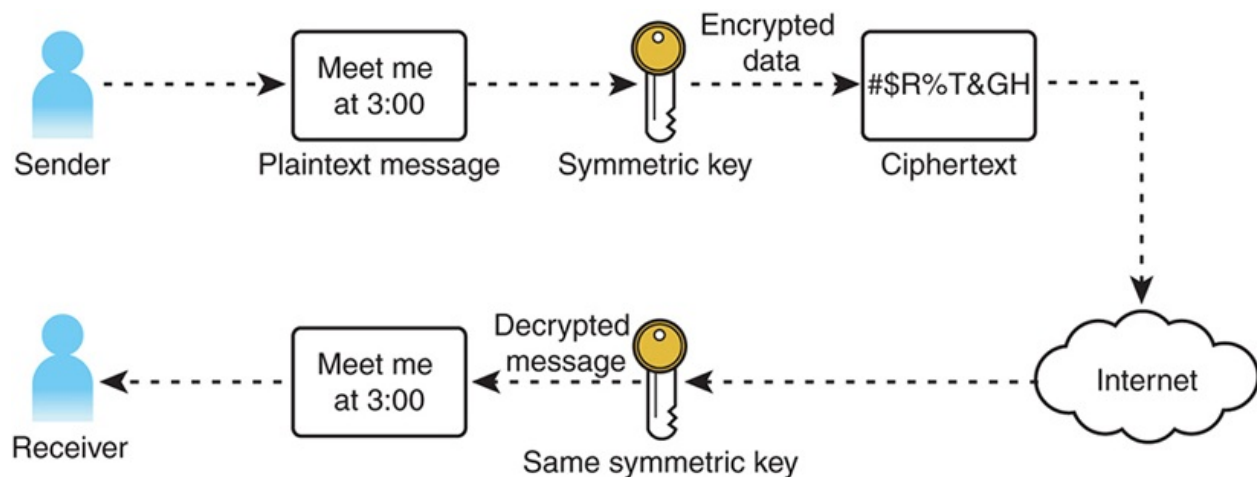 Sender
Meet me
at 3:00
Plaintext message
Symmetric key
Encrypted
data
#$R%T&GH
Ciphertext
Internet
Same symmetric key
Decrypted
message
Meet me
at 3:00
Receiver